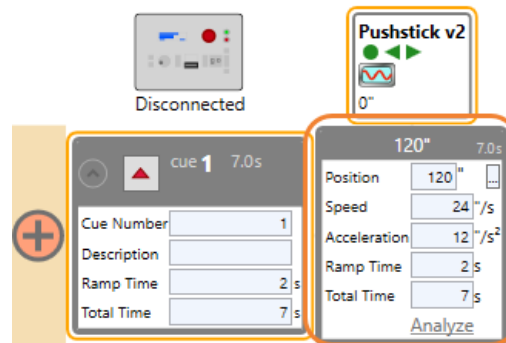 Disconnected
Pushstick v2
0"
cue 1 7.0s
Cue Number 1
Description
Ramp Time 2 s
Total Time 7 s
120" 7.0s
Position 120 " ...
Speed 24 "/s
Acceleration 12 "/s²
Ramp Time 2 s
Total Time 7 s
Analyze